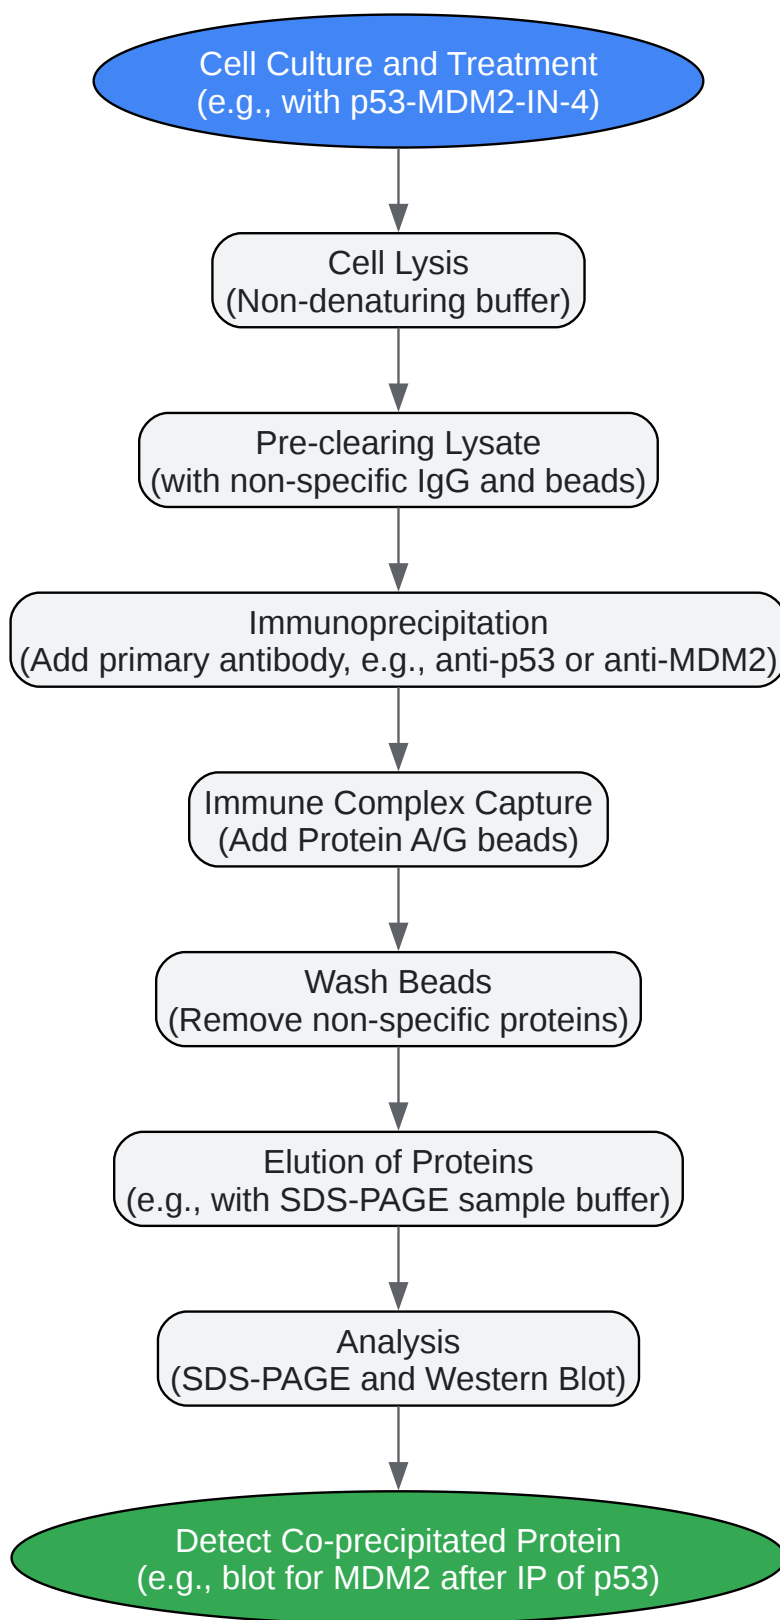 Cell Culture and Treatment
(e.g., with p53-MDM2-IN-4)
Cell Lysis
(Non-denaturing buffer)
Pre-clearing Lysate
(with non-specific IgG and beads)
Immunoprecipitation
(Add primary antibody, e.g., anti-p53 or anti-MDM2)
Immune Complex Capture
(Add Protein A/G beads)
Wash Beads
(Remove non-specific proteins)
Elution of Proteins
(e.g., with SDS-PAGE sample buffer)
Analysis
(SDS-PAGE and Western Blot)
Detect Co-precipitated Protein
(e.g., blot for MDM2 after IP of p53)